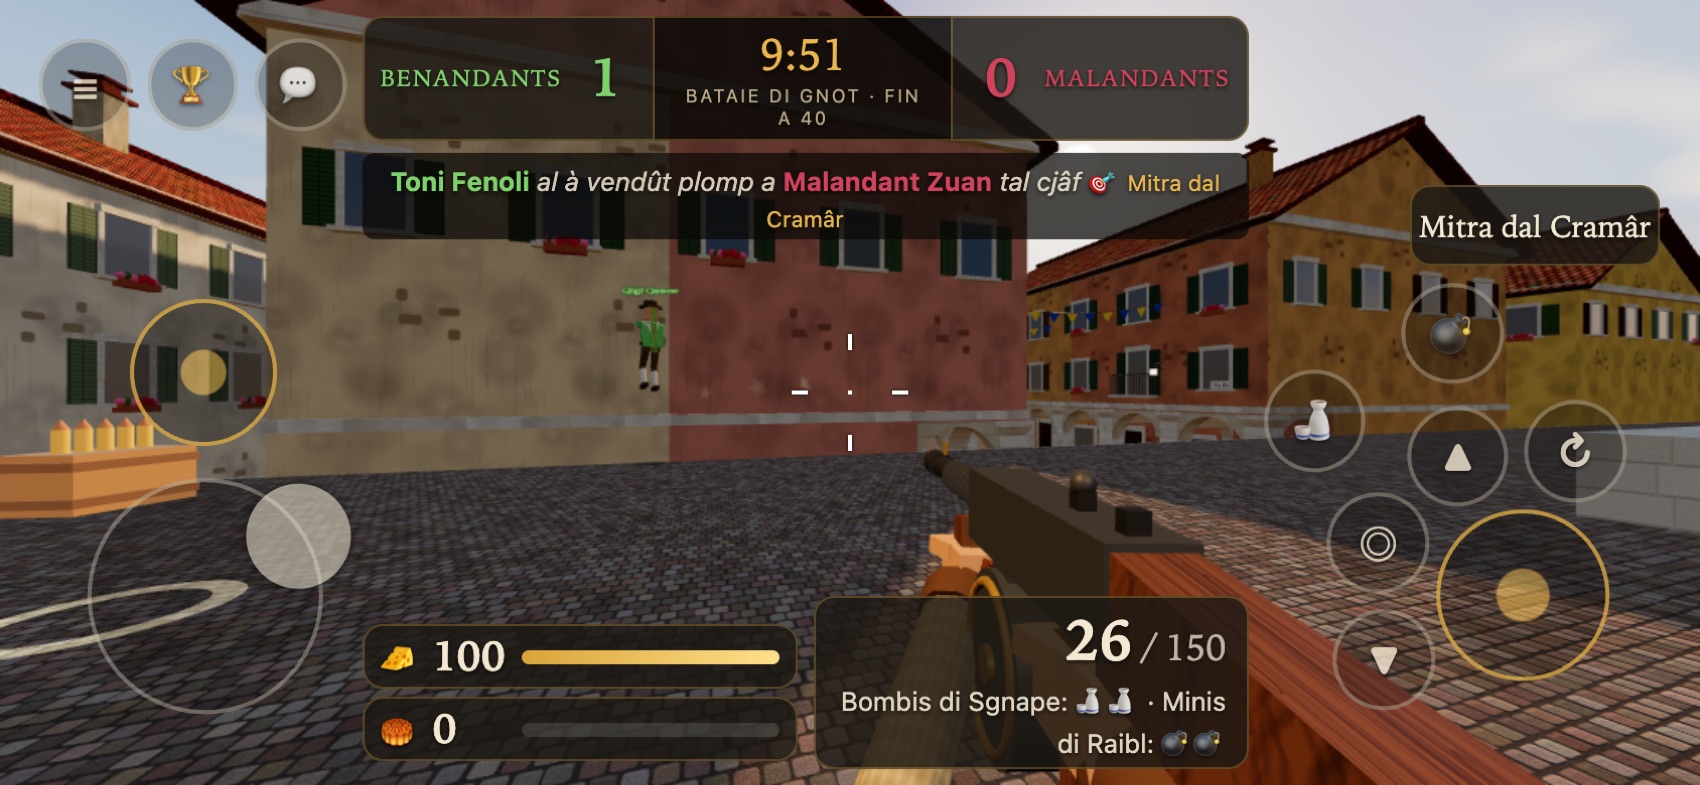 BENANDANTS 1
9:51
BATAIE DI GNOT · FIN
A 40
0 MALANDANTS
Toni Fenoli al à vendût plomp a Malandant Zuan tal cjâf 🎯 Mitra dal
Cramâr
Mitra dal Cramâr
100
0
26 / 150
Bombis di Sgnape: 🍶🍶 · Minis
di Raibl: 💣💣